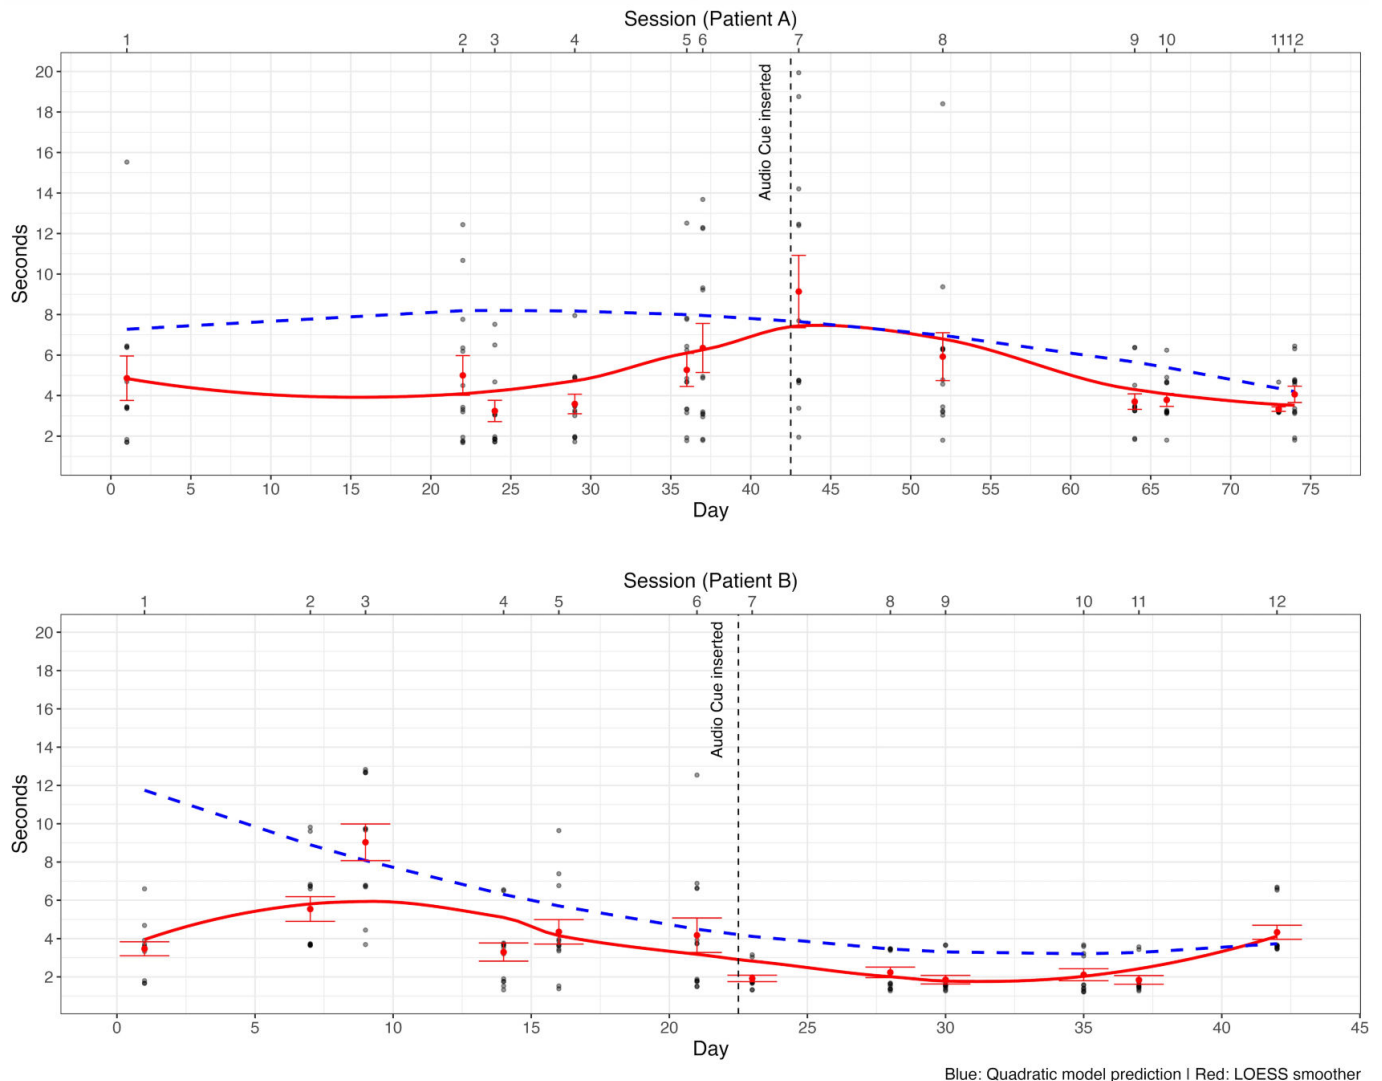 Session (Patient A)
1 2 3 4 5 6 7 8 9 10 11 12
Seconds
20
18
16
14
12
10
8
6
4
2
Audio Cue inserted
0 5 10 15 20 25 30 35 40 45 50 55 60 65 70 75
Day
Session (Patient B)
1 2 3 4 5 6 7 8 9 10 11 12
Seconds
20
18
16
14
12
10
8
6
4
2
Audio Cue inserted
0 5 10 15 20 25 30 35 40 45
Day
Blue: Quadratic model prediction | Red: LOESS smoother